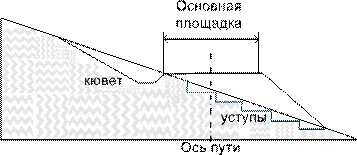 Основная
площадка
кювет
уступы
Ось пути